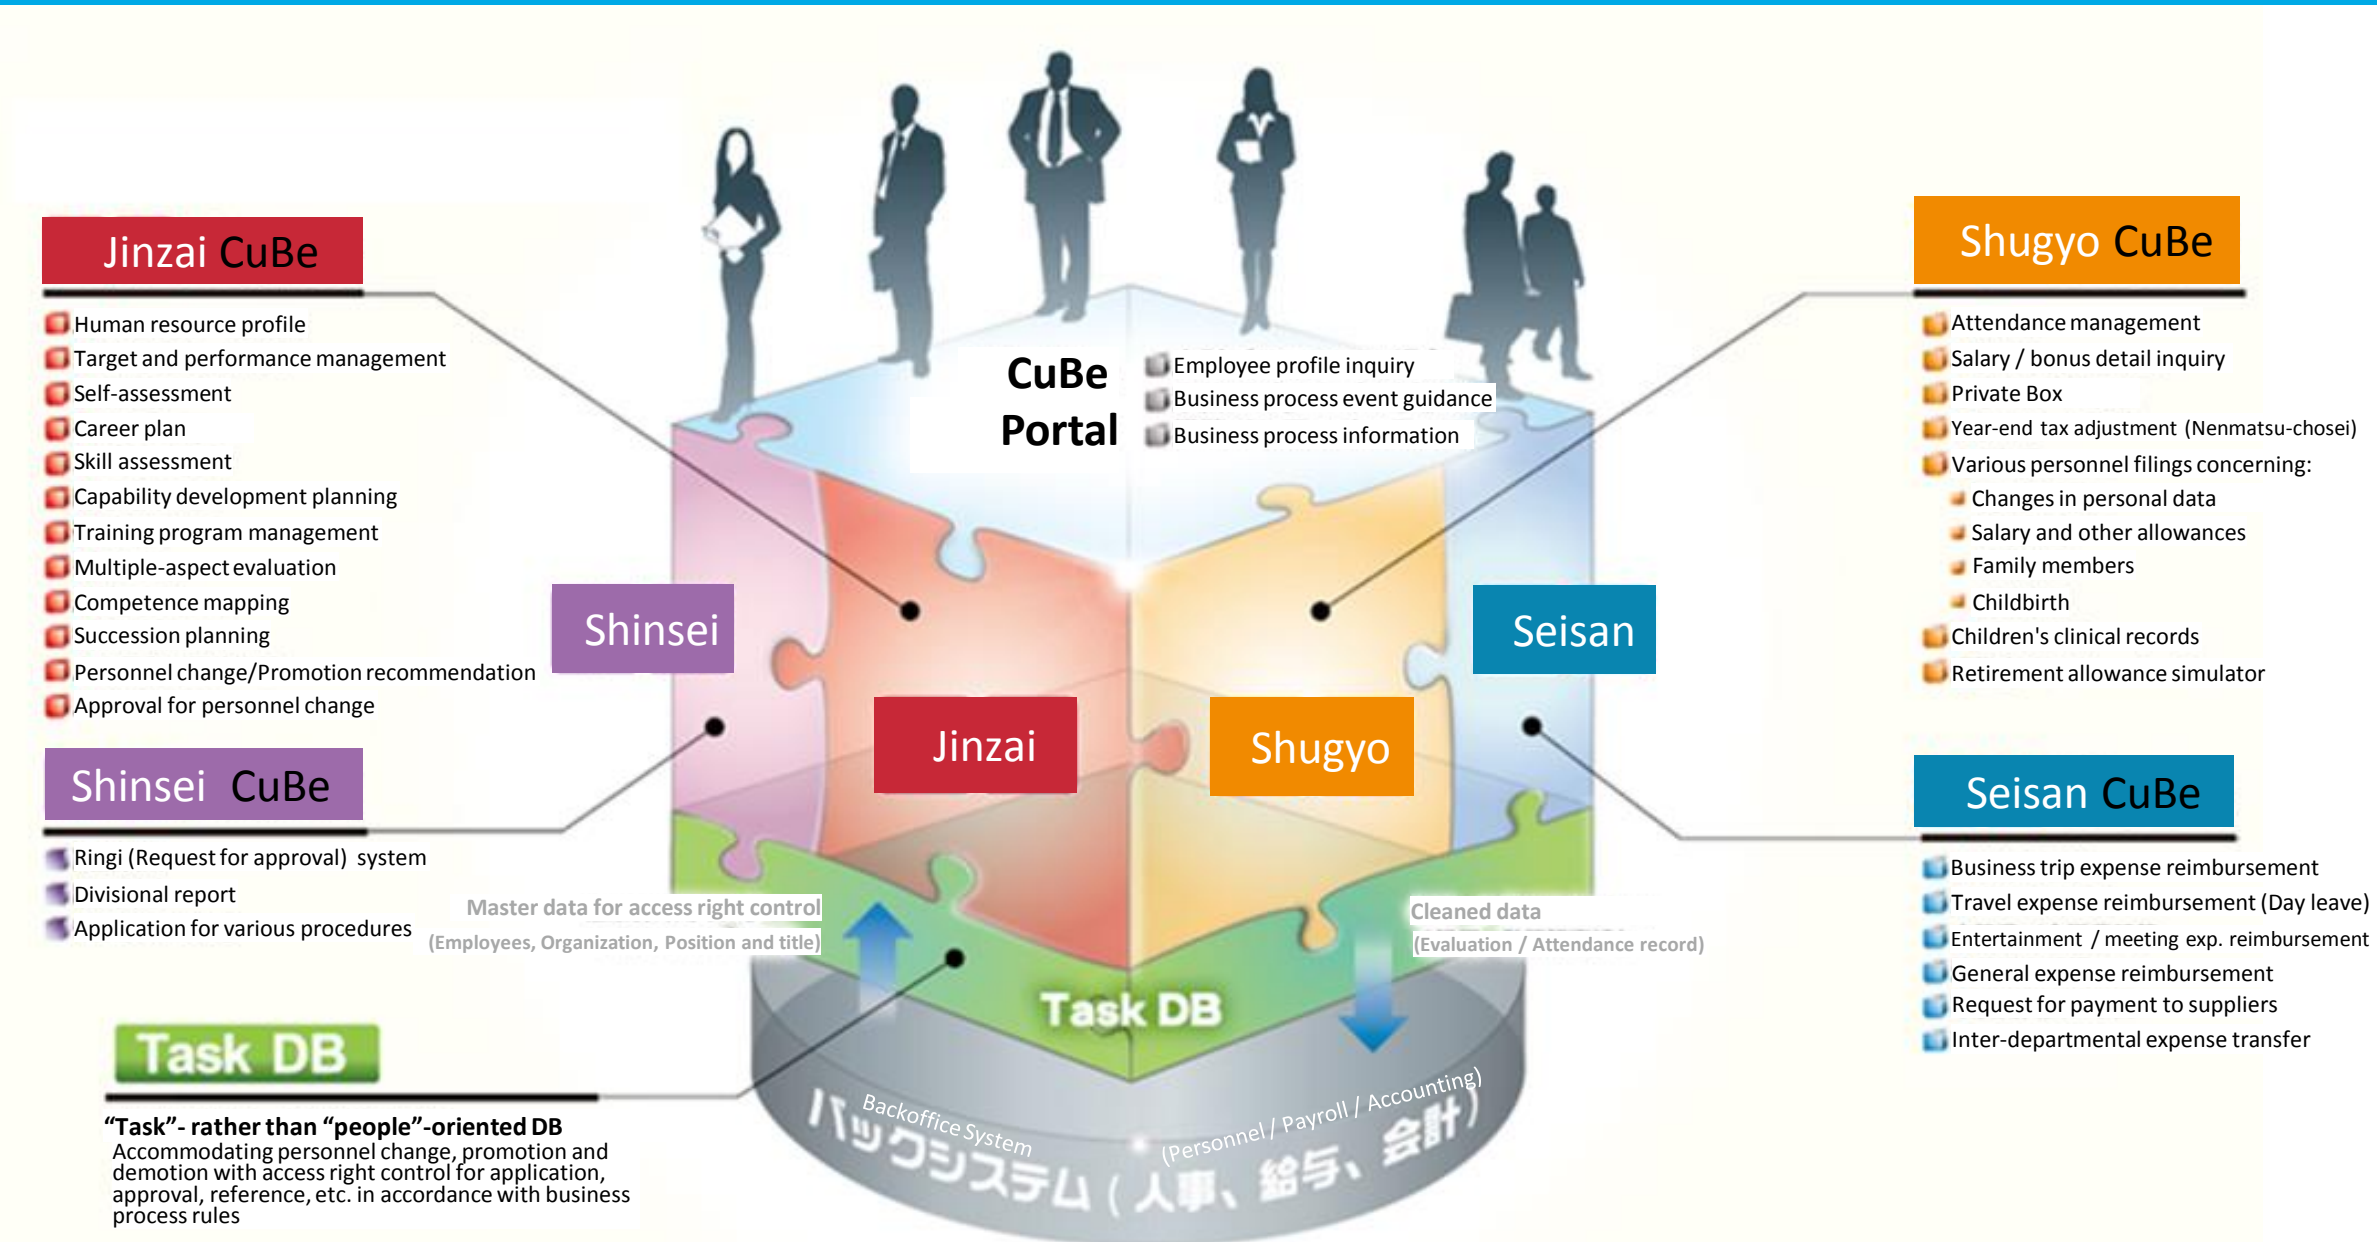 Jinzai CuBe
Human resource profile
Target and performance management
Self-assessment
Career plan
Skill assessment
Capability development planning
Training program management
Multiple-aspect evaluation
Competence mapping
Succession planning
Personnel change/Promotion recommendation
Approval for personnel change
Shinsei CuBe
Ringi (Request for approval) system
Divisional report
Application for various procedures
Task DB
“Task”- rather than “people”-oriented DB
Accommodating personnel change, promotion and
demotion with access right control for application,
approval, reference, etc. in accordance with business
process rules
CuBe
Portal
Employee profile inquiry
Business process event guidance
Business process information
Shinsei
Jinzai
Shugyo
Seisan
Master data for access right control
(Employees, Organization, Position and title)
Cleaned data
(Evaluation / Attendance record)
Task DB
Backoffice System (Personnel / Payroll / Accounting)
バックシステム(人事、給与、会計)
Shugyo CuBe
Attendance management
Salary / bonus detail inquiry
Private Box
Year-end tax adjustment (Nenmatsu-chosei)
Various personnel filings concerning:
Changes in personal data
Salary and other allowances
Family members
Childbirth
Children's clinical records
Retirement allowance simulator
Seisan CuBe
Business trip expense reimbursement
Travel expense reimbursement (Day leave)
Entertainment / meeting exp. reimbursement
General expense reimbursement
Request for payment to suppliers
Inter-departmental expense transfer